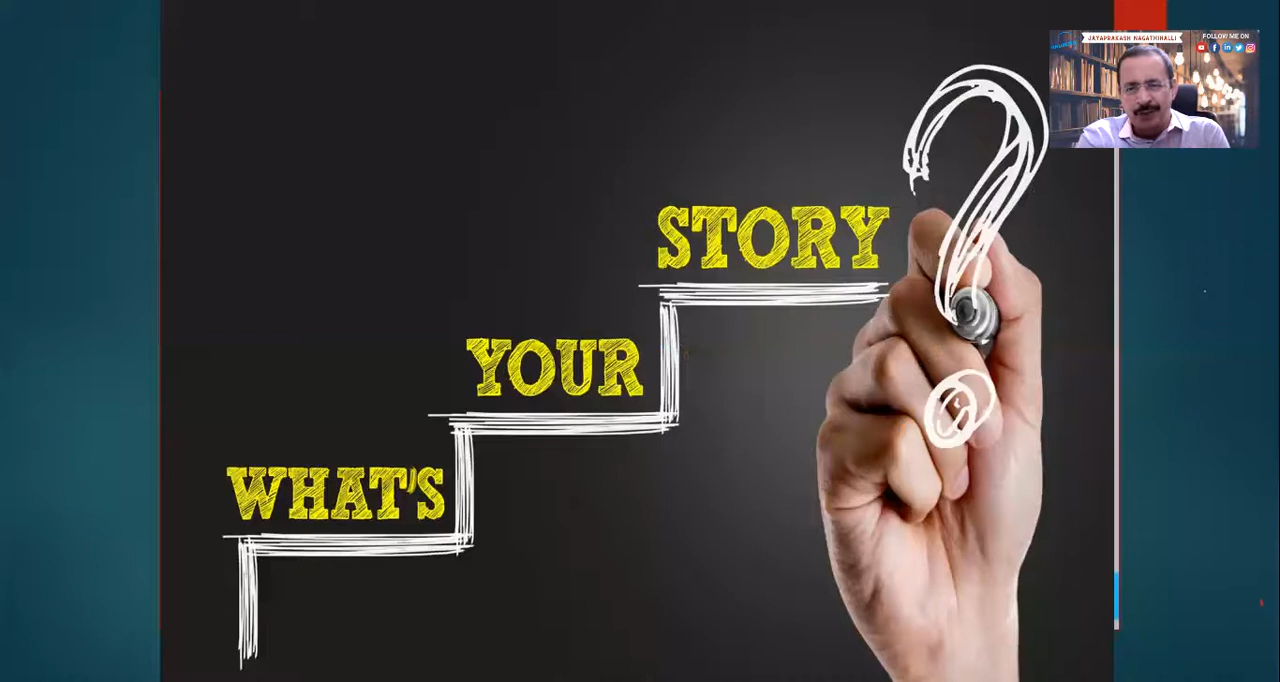 WHAT'S
YOUR
STORY
?
JAYAPRAKASH NAGATHIHALLI
FOLLOW ME ON